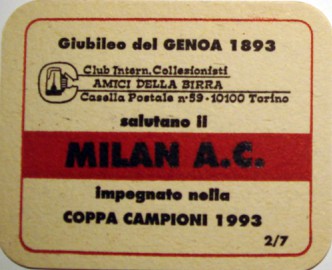 Giubileo del GENOA 1893
Club Intern. Collezionisti
AMICI DELLA BIRRA
Casella Postale n°59-10100 Torino
salutano il
MILAN A.C.
impegnato nella
COPPA CAMPIONI 1993
2/7